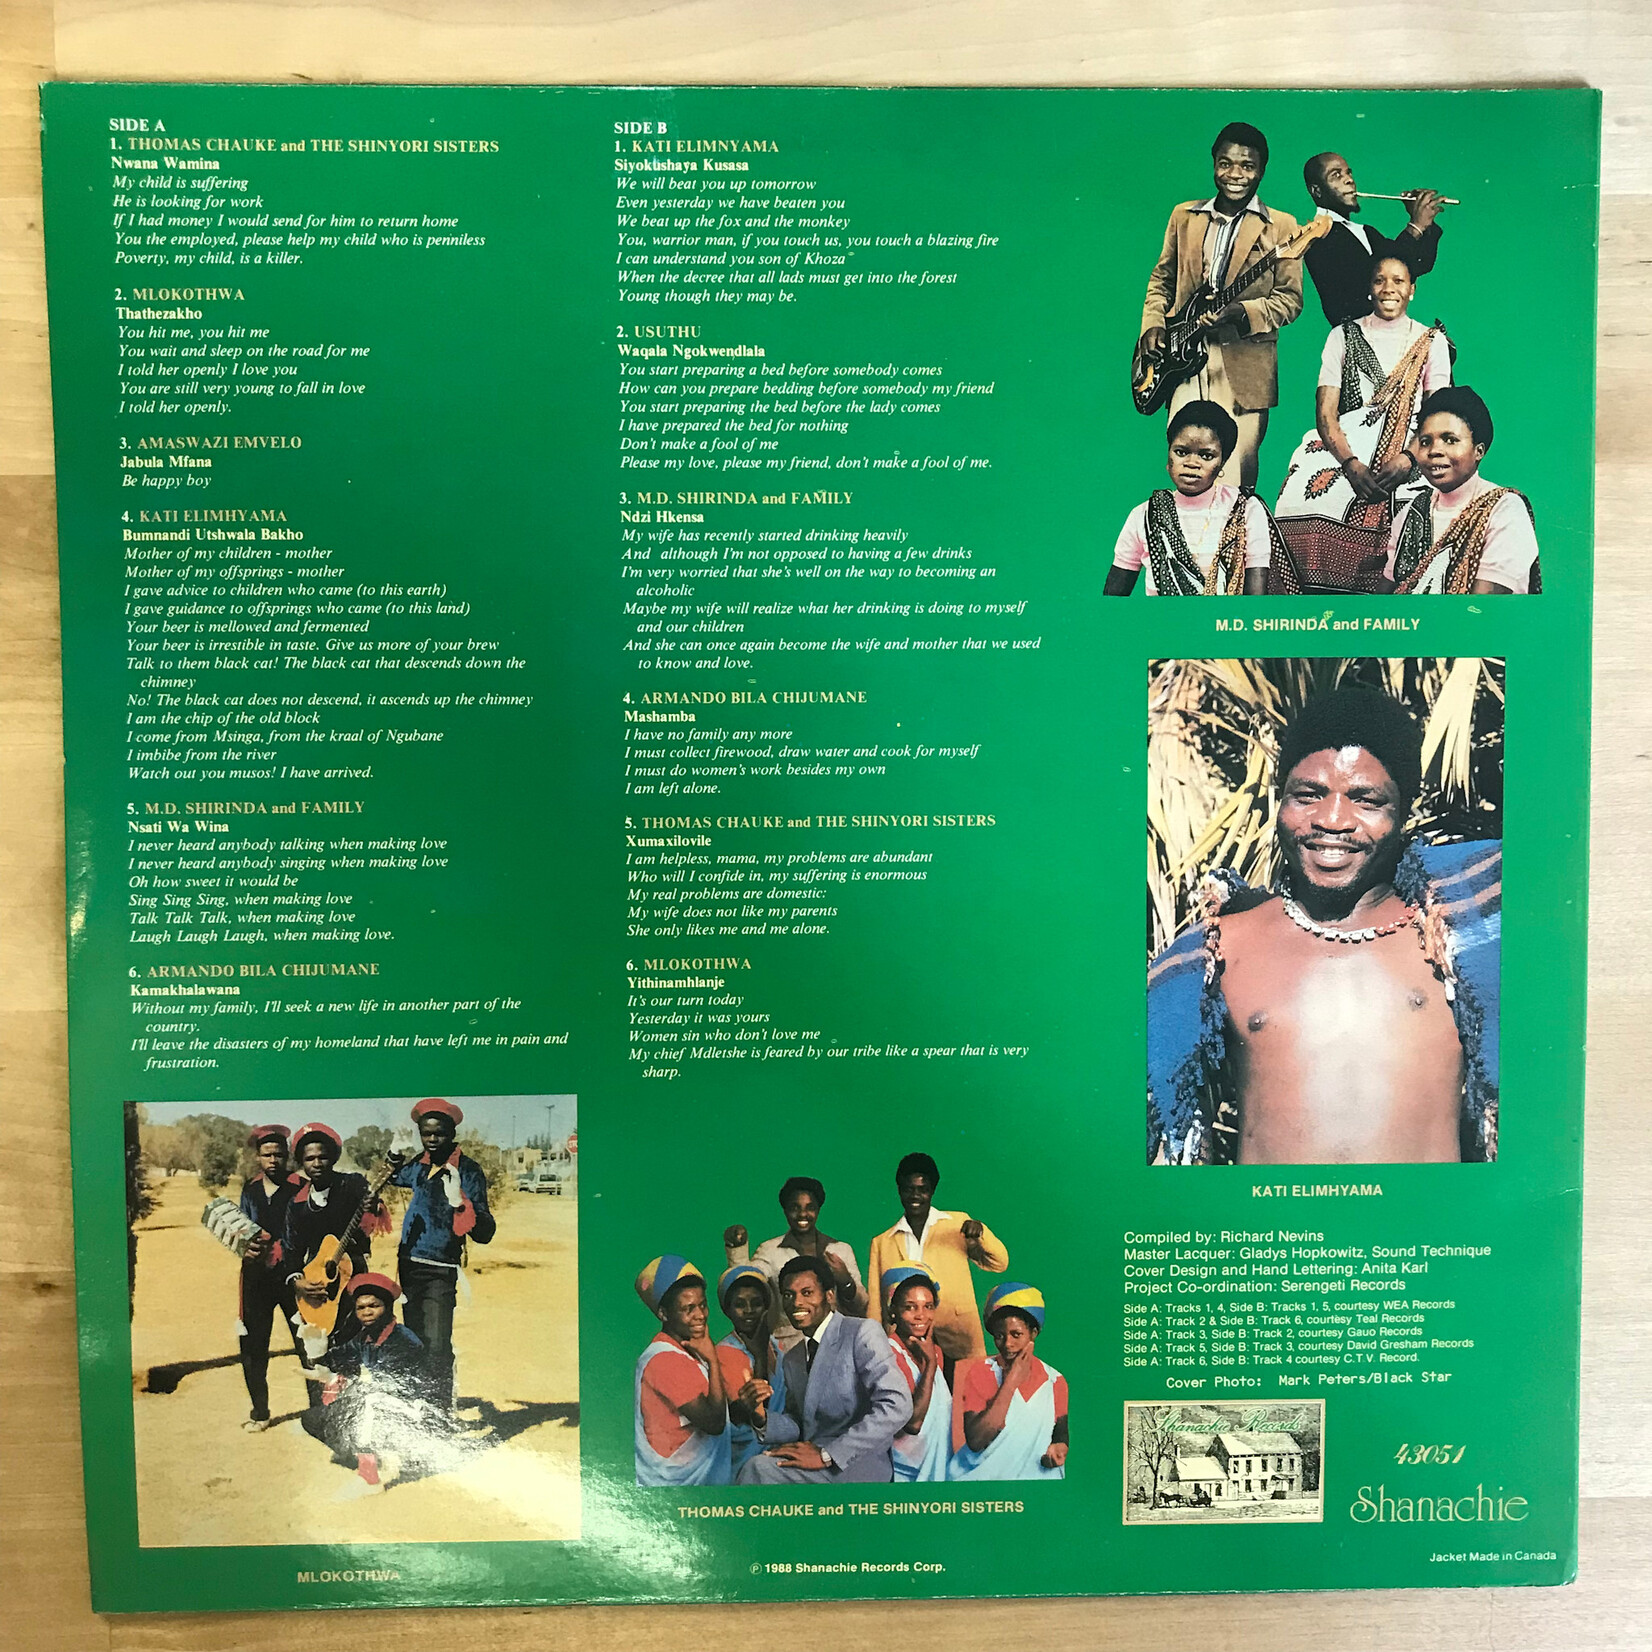 SIDE A
1. THOMAS CHAUKE and THE SHINYORI SISTERS
Nwana Wamina
My child is suffering
He is looking for work
If I had money I would send for him to return home
You the employed, please help my child who is penniless
Poverty, my child, is a killer.
2. MLOKOTHWA
Thathezakho
You hit me, you hit me
You wait and sleep on the road for me
I told her openly I love you
You are still very young to fall in love
I told her openly.
3. AMASWAZI EMVELO
Jabula Mfana
Be happy boy
4. KATI ELIMHYAMA
Bumnandi Utshwala Bakho
Mother of my children - mother
Mother of my offsprings - mother
I gave advice to children who came (to this earth)
I gave guidance to offsprings who came (to this land)
Your beer is mellowed and fermented
Your beer is irrestible in taste. Give us more of your brew
Talk to them black cat! The black cat that descends down the
chimney
No! The black cat does not descend, it ascends up the chimney
I am the chip of the old block
I come from Msinga, from the kraal of Ngubane
I imbibe from the river
Watch out you musos! I have arrived.
5. M.D. SHIRINDA and FAMILY
Nsati Wa Wina
I never heard anybody talking when making love
I never heard anybody singing when making love
Oh how sweet it would be
Sing Sing Sing, when making love
Talk Talk Talk, when making love
Laugh Laugh Laugh, when making love.
6. ARMANDO BILA CHIJUMANE
Kamakhalawana
Without my family, I'll seek a new life in another part of the
country.
I'll leave the disasters of my homeland that have left me in pain and
frustration.
MLOKOTHWA
SIDE B
1. KATI ELIMNYAMA
Siyokushaya Kusasa
We will beat you up tomorrow
Even yesterday we have beaten you
We beat up the fox and the monkey
You, warrior man, if you touch us, you touch a blazing fire
I can understand you son of Khoza
When the decree that all lads must get into the forest
Young though they may be.
2. USUTHU
Waqala Ngokwendlala
You start preparing a bed before somebody comes
How can you prepare bedding before somebody my friend
You start preparing the bed before the lady comes
I have prepared the bed for nothing
Don't make a fool of me
Please my love, please my friend, don't make a fool of me.
3. M.D. SHIRINDA and FAMILY
Ndzi Hkensa
My wife has recently started drinking heavily
And although I'm not opposed to having a few drinks
I'm very worried that she's well on the way to becoming an
alcoholic
Maybe my wife will realize what her drinking is doing to myself
and our children
And she can once again become the wife and mother that we used
to know and love.
4. ARMANDO BILA CHIJUMANE
Mashamba
I have no family any more
I must collect firewood, draw water and cook for myself
I must do women's work besides my own
I am left alone.
5. THOMAS CHAUKE and THE SHINYORI SISTERS
Xumaxilovile
I am helpless, mama, my problems are abundant
Who will I confide in, my suffering is enormous
My real problems are domestic:
My wife does not like my parents
She only likes me and me alone.
6. MLOKOTHWA
Yithinamhlanje
It's our turn today
Yesterday it was yours
Women sin who don't love me
My chief Mdletshe is feared by our tribe like a spear that is very
sharp.
THOMAS CHAUKE and THE SHINYORI SISTERS
℗ 1988 Shanachie Records Corp.
M.D. SHIRINDA and FAMILY
KATI ELIMHYAMA
Compiled by: Richard Nevins
Master Lacquer: Gladys Hopkowitz, Sound Technique
Cover Design and Hand Lettering: Anita Karl
Project Co-ordination: Serengeti Records
Side A: Tracks 1, 4, Side B: Tracks 1, 5, courtesy WEA Records
Side A: Track 2 & Side B: Track 6, courtesy Teal Records
Side A: Track 3, Side B: Track 2, courtesy Gauo Records
Side A: Track 5, Side B: Track 3, courtesy David Gresham Records
Side A: Track 6, Side B: Track 4 courtesy C.T.V. Record.
Cover Photo: Mark Peters/Black Star
Shanachie Records
43051
Shanachie
Jacket Made in Canada